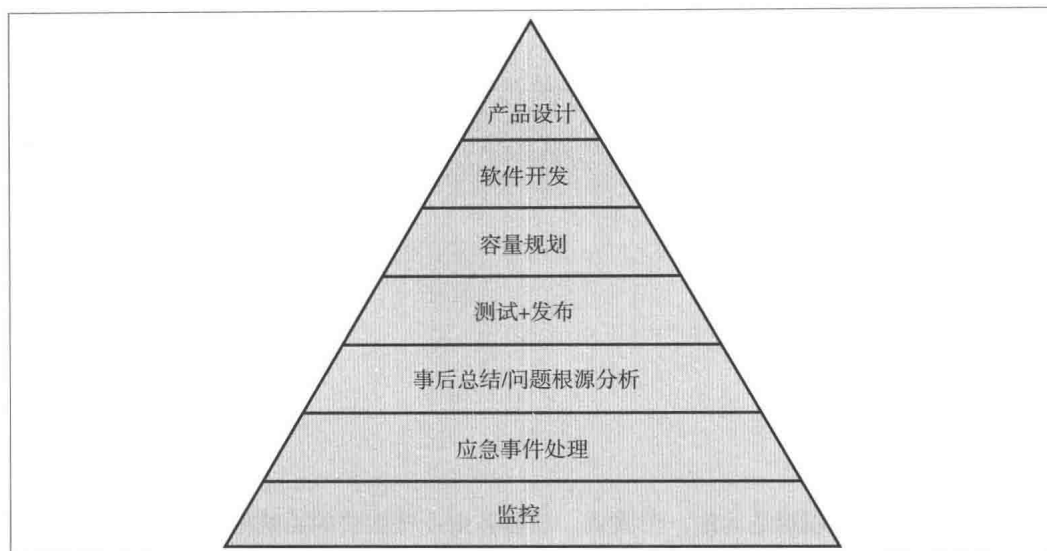 产品设计
软件开发
容量规划
测试+发布
事后总结/问题根源分析
应急事件处理
监控